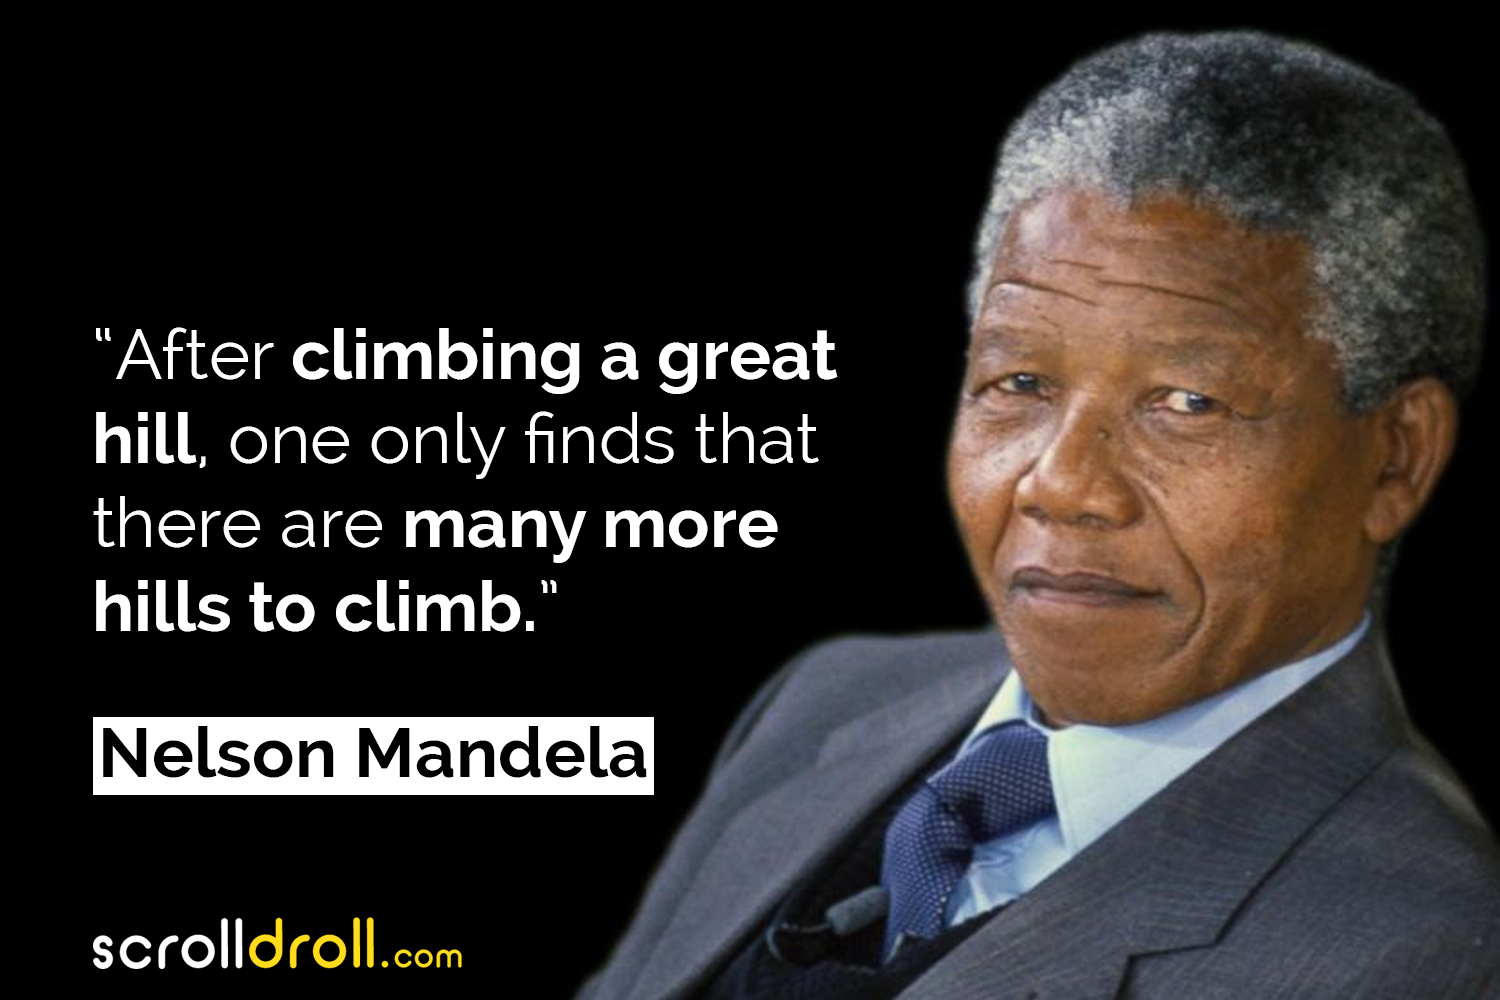 “After climbing a great
hill, one only finds that
there are many more
hills to climb.”
Nelson Mandela
scrolldroll.com